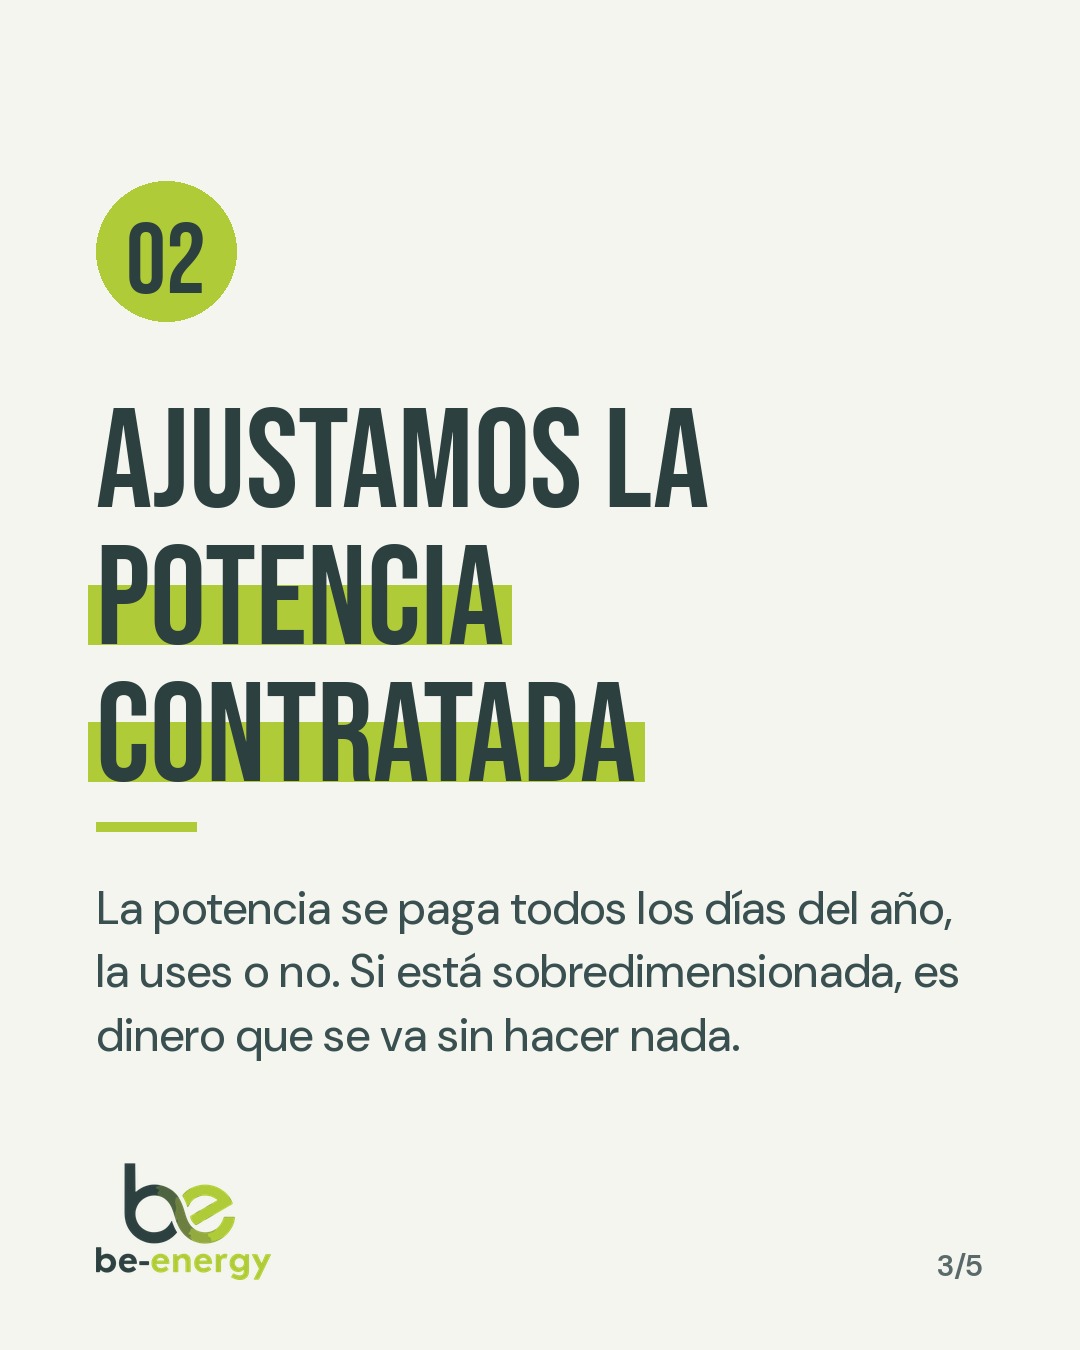 02
AJUSTAMOS LA
POTENCIA
CONTRATADA
La potencia se paga todos los días del año,
la uses o no. Si está sobredimensionada, es
dinero que se va sin hacer nada.
be
be-energy
3/5